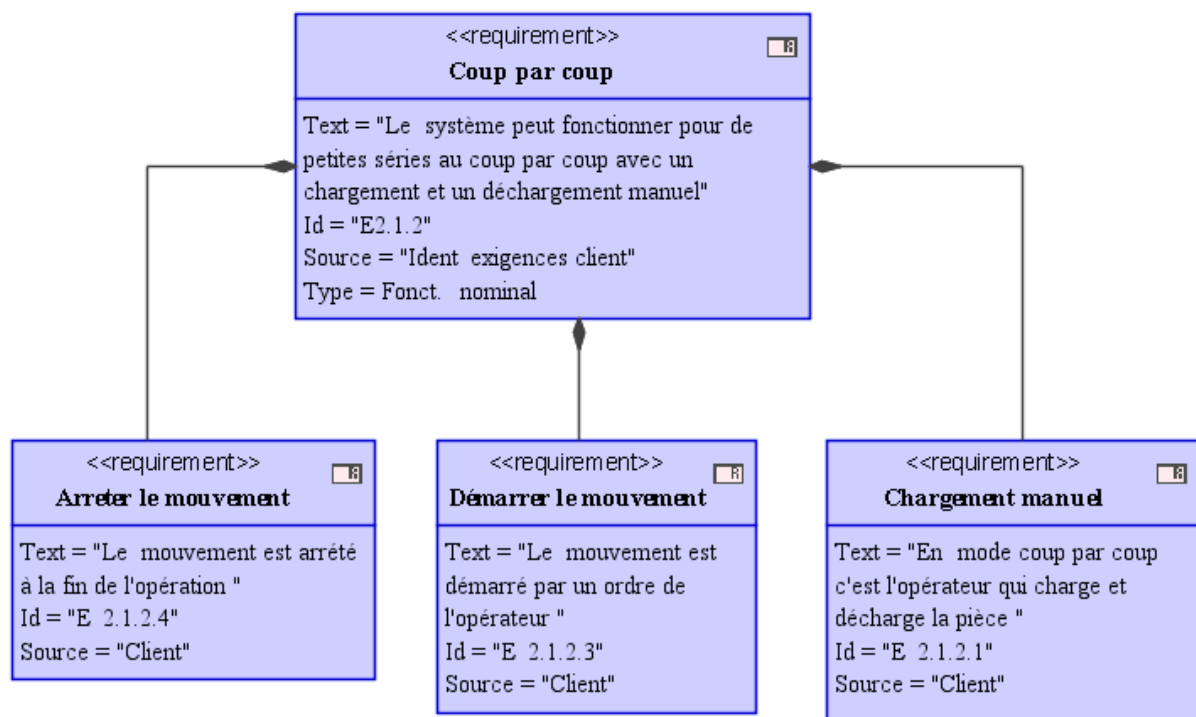 <<requirement>>
Coup par coup
Text = "Le système peut fonctionner pour de
petites séries au coup par coup avec un
chargement et un déchargement manuel"
Id = "E2.1.2"
Source = "Ident exigences client"
Type = Fonct. nominal
<<requirement>>
Arreter le mouvement
Text = "Le mouvement est arrété
à la fin de l'opération "
Id = "E 2.1.2.4"
Source = "Client"
<<requirement>>
Démarrer le mouvement
Text = "Le mouvement est
démarré par un ordre de
l'opérateur "
Id = "E 2.1.2.3"
Source = "Client"
<<requirement>>
Chargement manuel
Text = "En mode coup par coup
c'est l'opérateur qui charge et
décharge la pièce "
Id = "E 2.1.2.1"
Source = "Client"